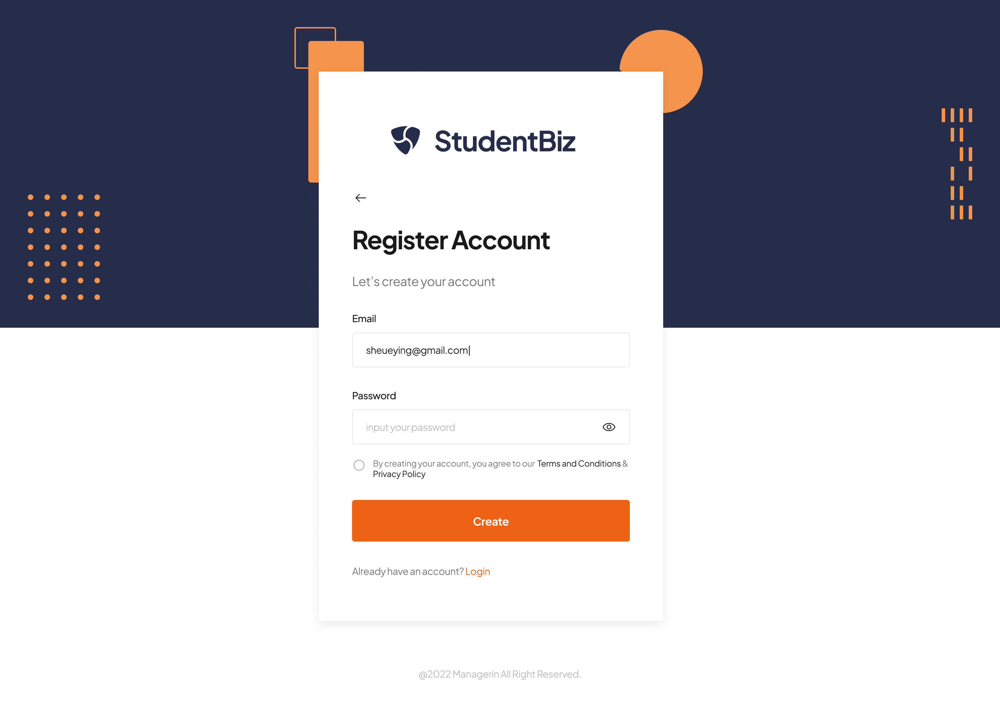 StudentBiz
Register Account
Let’s create your account
Email
sheueying@gmail.com
Password
input your password
By creating your account, you agree to our Terms and Conditions &
Privacy Policy
Create
Already have an account? Login
@2022 Managerin All Right Reserved.